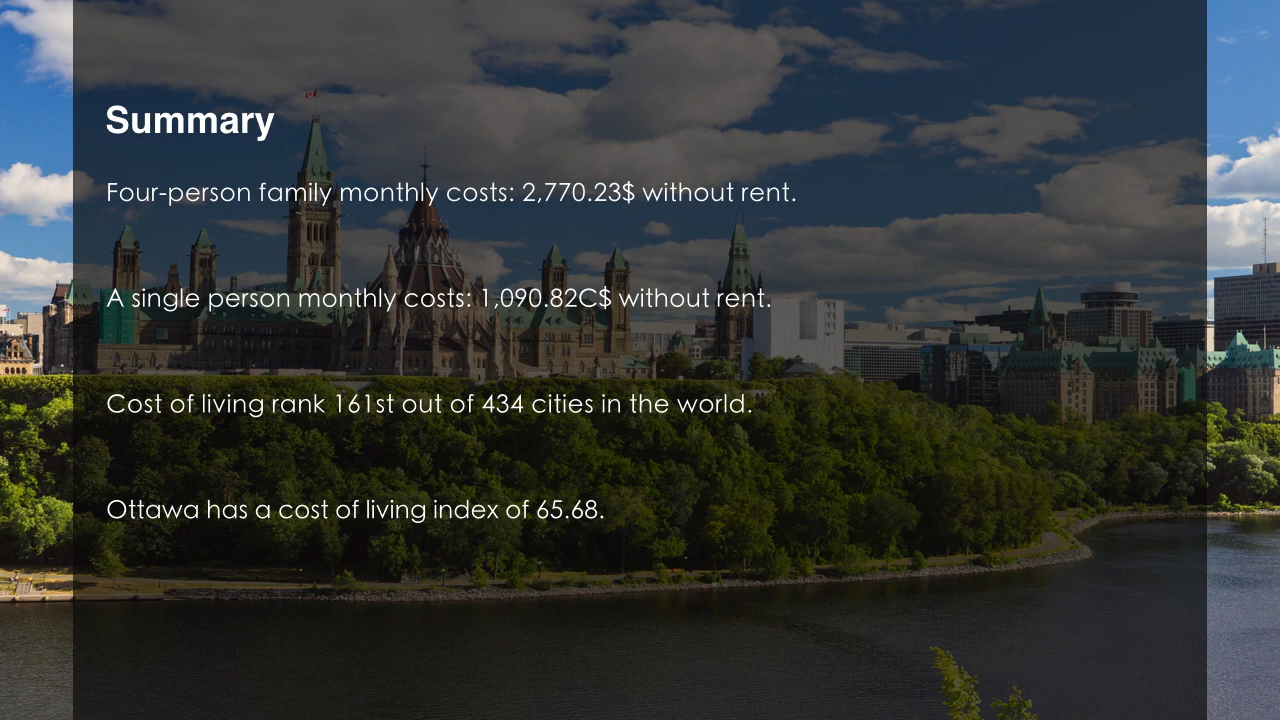 Summary
Four-person family monthly costs: 2,770.23$ without rent.
A single person monthly costs: 1,090.82C$ without rent.
Cost of living rank 161st out of 434 cities in the world.
Ottawa has a cost of living index of 65.68.